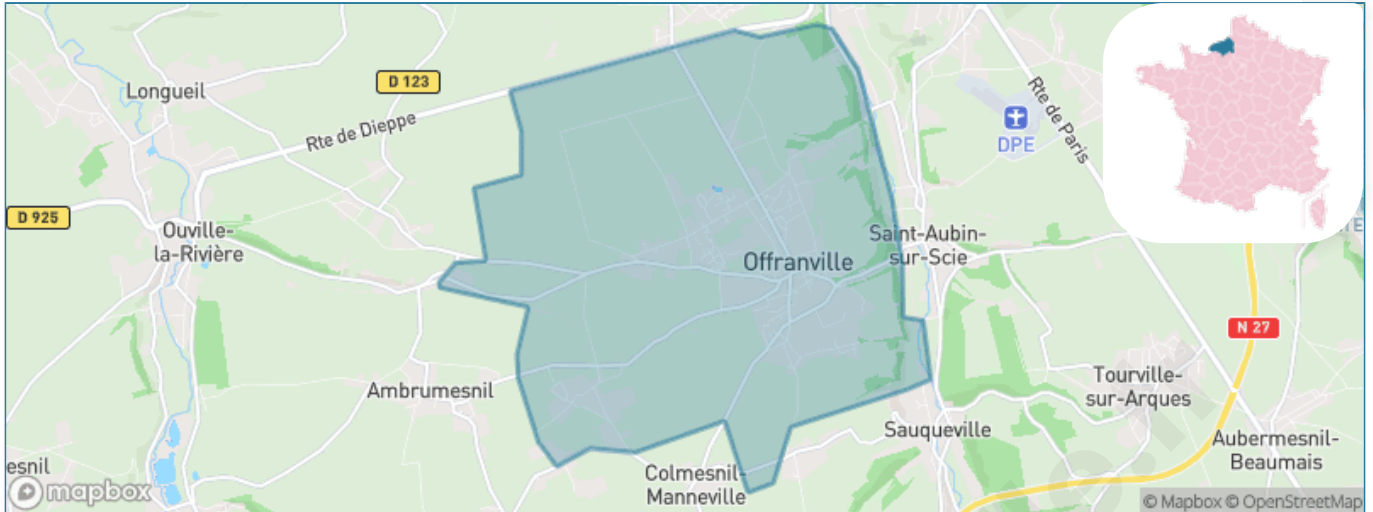 Longueil
D 123
Rte de Dieppe
DPE
Rte de Paris
D 925
Ouville-
la-Rivière
Offranville
Saint-Aubin-
sur-Scie
N 27
Ambrumesnil
Tourville-
sur-Arques
Sauqueville
Aubermesnil-
Beaumais
esnil
Colmesnil-
Manneville
mapbox
© Mapbox © OpenStreetMap